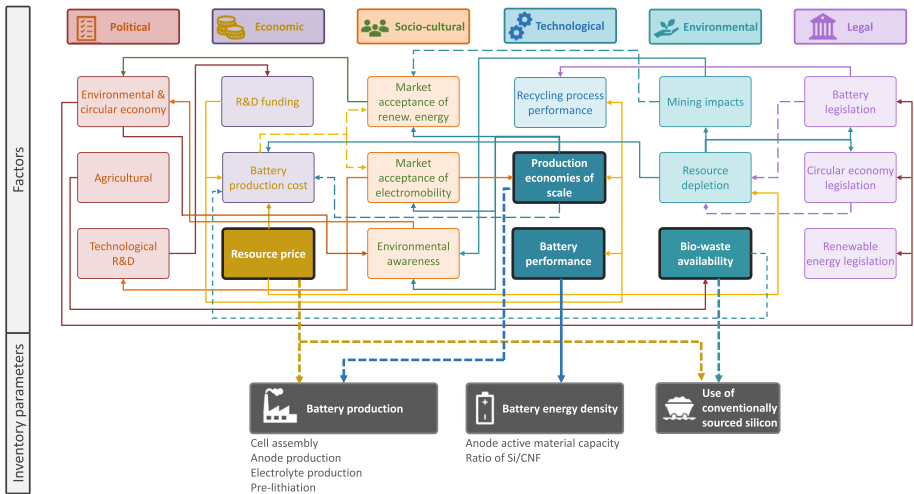 Political
Economic
Socio-cultural
Technological
Environmental
Legal
Factors
Environmental &
circular economy
R&D funding
Market
acceptance of
renew. energy
Recycling process
performance
Mining impacts
Battery
legislation
Agricultural
Battery
production cost
Market
acceptance of
electromobility
Production
economies of
scale
Resource
depletion
Circular economy
legislation
Technological
R&D
Resource price
Environmental
awareness
Battery
performance
Bio-waste
availability
Renewable
energy legislation
Inventory parameters
Battery production
Battery energy density
Use of
conventionally
sourced silicon
Cell assembly
Anode production
Electrolyte production
Pre-lithiation
Anode active material capacity
Ratio of Si/CNF